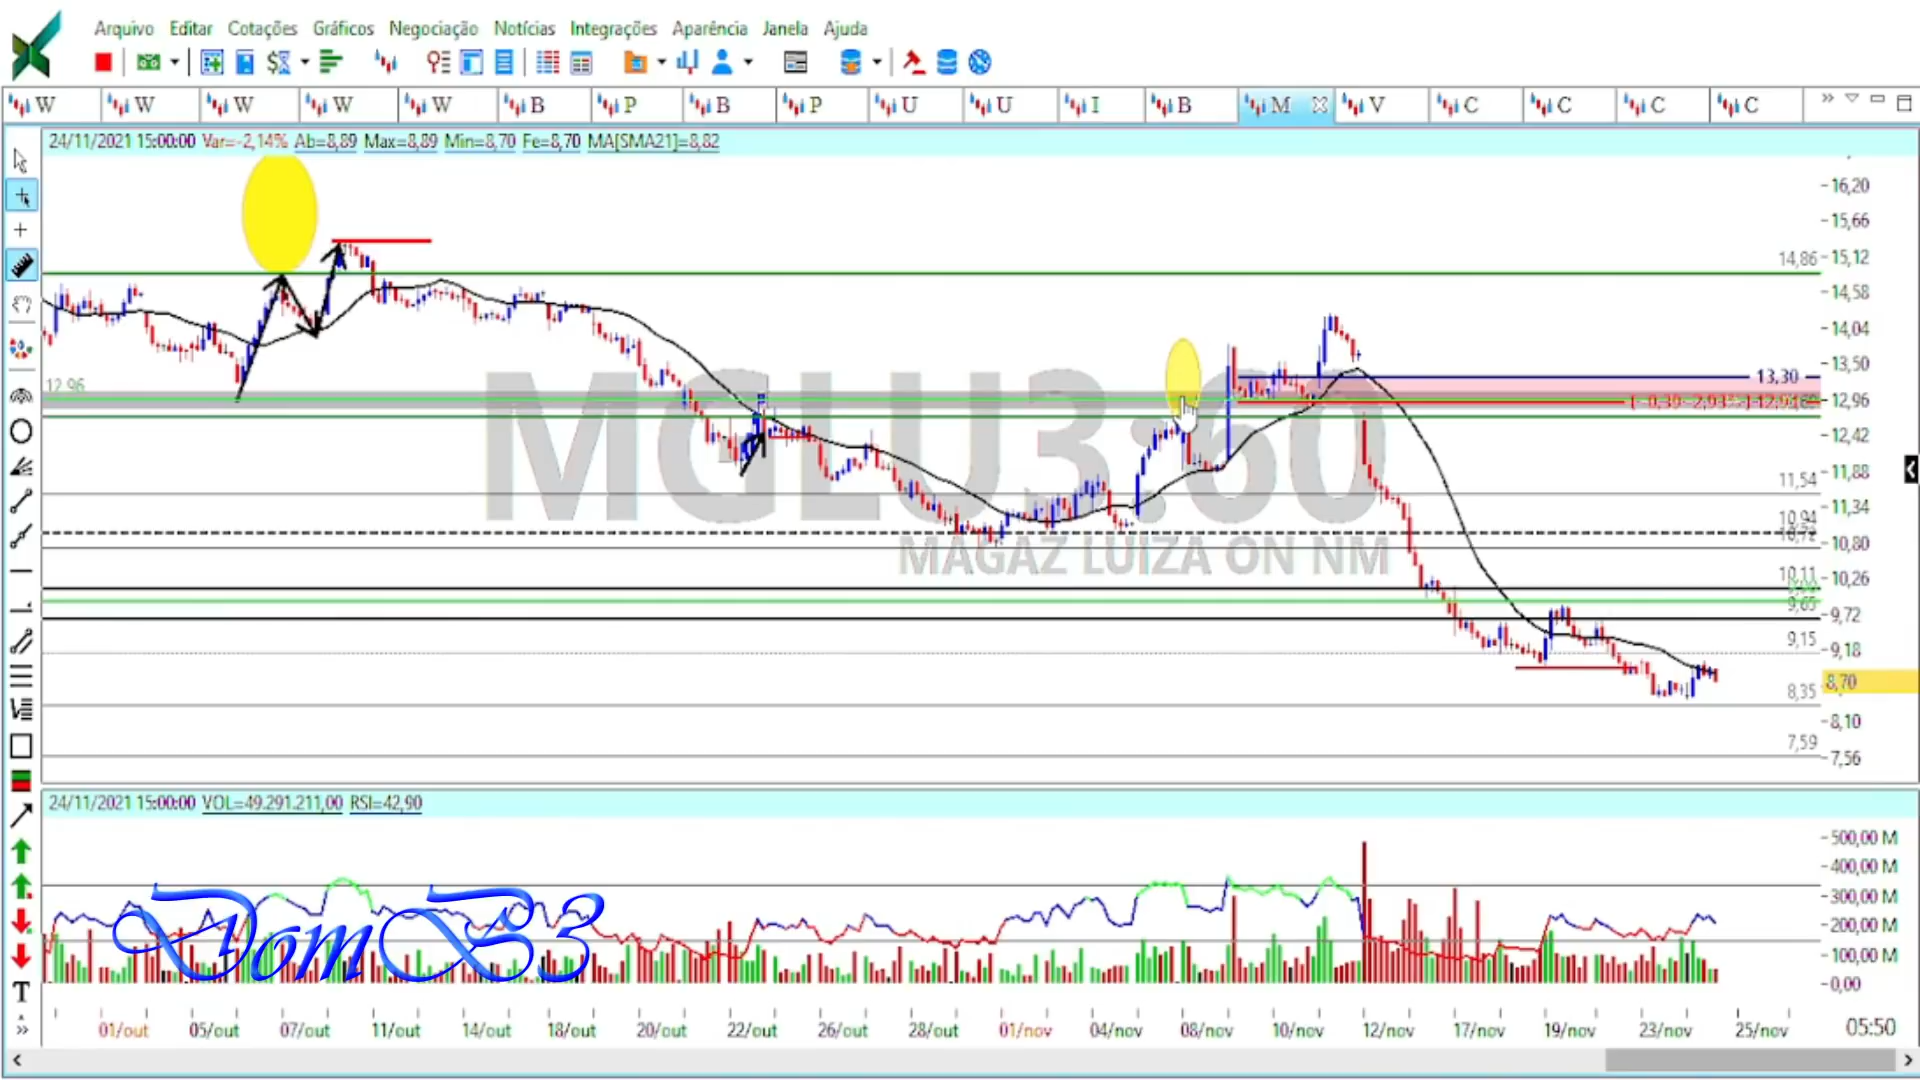 Arquivo Editar Cotações Gráficos Negociação Notícias Integrações Aparência Janela Ajuda
W W W W W B P B P U U I B M V C C C C
24/11/2021 15:00:00 Var=-2,14% Ab=8,89 Max=8,89 Min=8,70 Fe=8,70 MA[SMA21]=8,82
16,20
15,66
14,86 15,12
14,58
14,04
13,50
12,96 13,30
12,96
12,42
11,54 11,88
11,34
10,94
10,80
10,11 10,26
9,65 9,72
9,15 9,18
8,35 8,70
8,10
7,59 7,56
MGLU3:60
MAGAZ LUIZA ON NM
24/11/2021 15:00:00 VOL=49.291.211,00 RSI=42,90
500,00 M
400,00 M
300,00 M
200,00 M
100,00 M
0,00
DomB3
T
01/out 05/out 07/out 11/out 14/out 18/out 20/out 22/out 26/out 28/out 01/nov 04/nov 08/nov 10/nov 12/nov 17/nov 19/nov 23/nov 25/nov 05:50